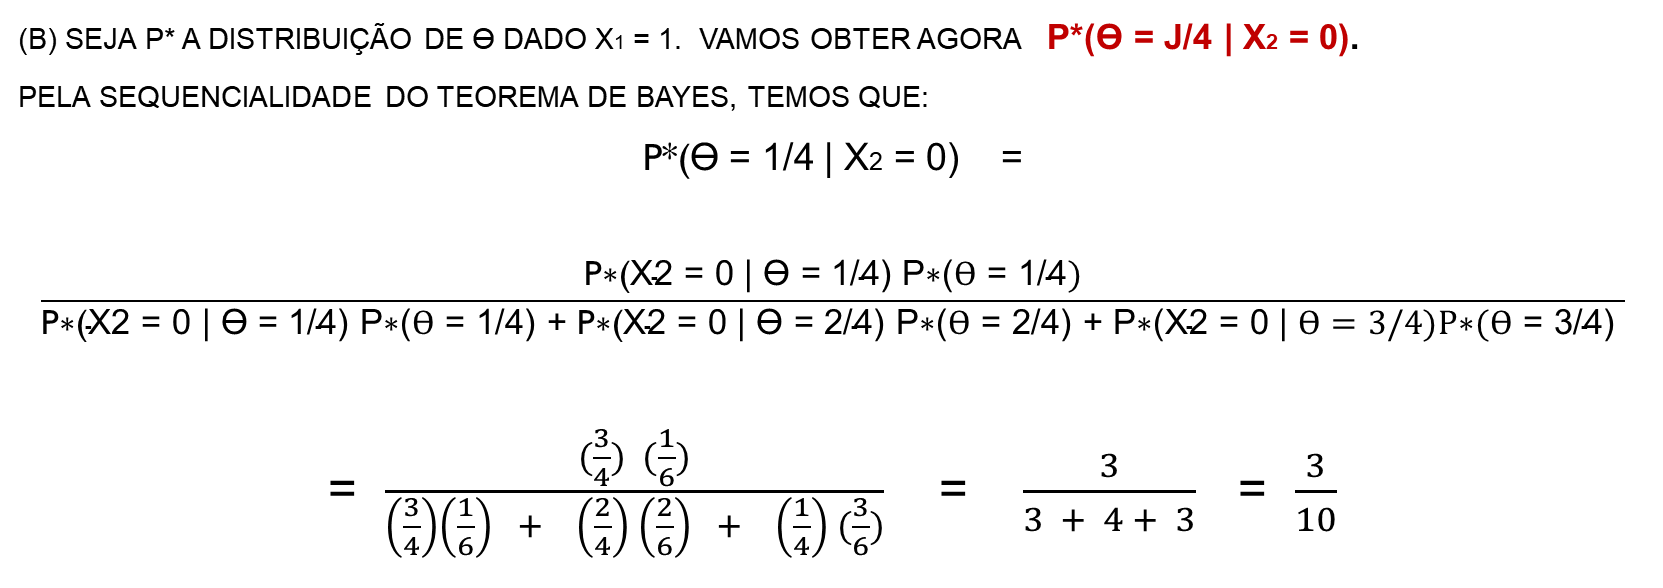 (B) SEJA P* A DISTRIBUIÇÃO DE Ɵ DADO X1 = 1. VAMOS OBTER AGORA P*(Ɵ = J/4 | X2 = 0).
PELA SEQUENCIALIDADE DO TEOREMA DE BAYES, TEMOS QUE:
P*(Ɵ = 1/4 | X2 = 0) =
P∗(X2 = 0 | Ɵ = 1/4) P∗(Ɵ = 1/4)
P∗(X2 = 0 | Ɵ = 1/4) P∗(Ɵ = 1/4) + P∗(X2 = 0 | Ɵ = 2/4) P∗(Ɵ = 2/4) + P∗(X2 = 0 | Ɵ = 3/4)P∗(Ɵ = 3/4)
= ((3/4) (1/6)) / ((3/4)(1/6) + (2/4)(2/6) + (1/4)(3/6)) = 3/(3 + 4 + 3) = 3/10